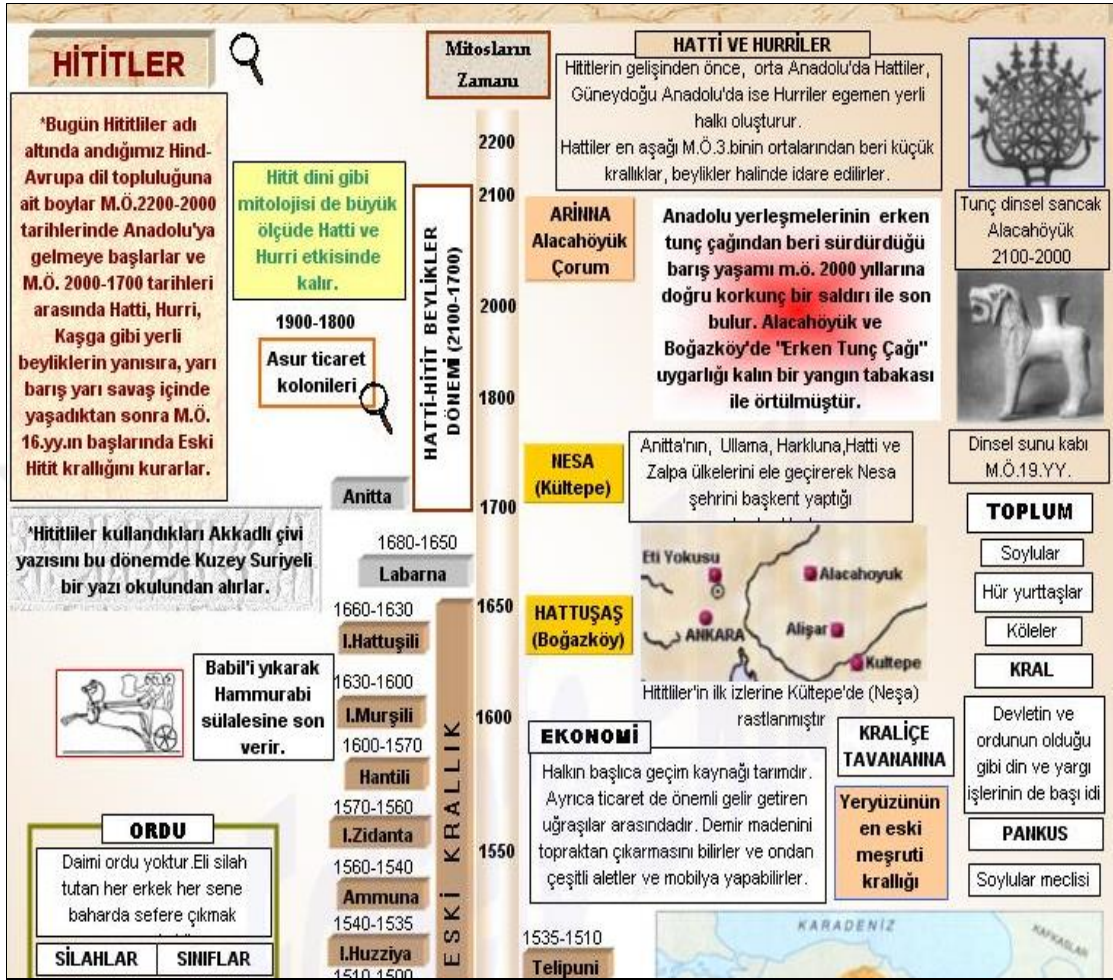 HİTİTLER
*Bugün Hititliler adı
altında andığımız Hind-
Avrupa dil topluluğuna
ait boylar M.Ö.2200-2000
tarihlerinde Anadolu'ya
gelmeye başlarlar ve
M.Ö. 2000-1700 tarihleri
arasında Hatti, Hurri,
Kaşga gibi yerli
beyliklerin yanısıra, yarı
barış yarı savaş içinde
yaşadıktan sonra M.Ö.
16.yy.ın başlarında Eski
Hitit krallığını kurarlar.
Hitit dini gibi
mitolojisi de büyük
ölçüde Hatti ve
Hurri etkisinde
kalır.
1900-1800
Asur ticaret
kolonileri
*Hititliler kullandıkları Akkadlı çivi
yazısını bu dönemde Kuzey Suriyeli
bir yazı okulundan alırlar.
Babil'i yıkarak
Hammurabi
sülalesine son
verir.
ORDU
Daimi ordu yoktur.Eli silah
tutan her erkek her sene
baharda sefere çıkmak
SİLAHLAR
SINIFLAR
Anitta
1680-1650
Labarna
1660-1630
I.Hattuşili
1630-1600
I.Murşili
1600-1570
Hantili
1570-1560
I.Zidanta
1560-1540
Ammuna
1540-1535
I.Huzziya
1510-1500
HATTİ-HİTİT BEYLİKLER
DÖNEMİ (2100-1700)
ESKİ KRALLIK
Mitosların
Zamanı
2200
2100
2000
1800
1700
1650
1600
1550
HATTİ VE HURRİLER
Hititlerin gelişinden önce, orta Anadolu'da Hattiler,
Güneydoğu Anadolu'da ise Hurriler egemen yerli
halkı oluşturur.
Hattiler en aşağı M.Ö.3.binin ortalarından beri küçük
krallıklar, beylikler halinde idare edilirler.
ARİNNA
Alacahöyük
Çorum
Anadolu yerleşmelerinin erken
tunç çağından beri sürdürdüğü
barış yaşamı m.ö. 2000 yıllarına
doğru korkunç bir saldırı ile son
bulur. Alacahöyük ve
Boğazköy'de "Erken Tunç Çağı"
uygarlığı kalın bir yangın tabakası
ile örtülmüştür.
NESA
(Kültepe)
Anitta'nın, Ullama, Harkluna,Hatti ve
Zalpa ülkelerini ele geçirerek Nesa
şehrini başkent yaptığı
HATTUŞAŞ
(Boğazköy)
Eti Yokusu
Alacahoyuk
ANKARA
Alişar
Kultepe
Hititliler'in ilk izlerine Kültepe'de (Neşa)
rastlanmıştır
EKONOMİ
Halkın başlıca geçim kaynağı tarımdır.
Ayrıca ticaret de önemli gelir getiren
uğraşılar arasındadır. Demir madenini
topraktan çıkarmasını bilirler ve ondan
çeşitli aletler ve mobilya yapabilirler.
KRALİÇE
TAVANANNA
Yeryüzünün
en eski
meşruti
krallığı
1535-1510
Telipuni
KARADENİZ
KAFKASLAR
Tunç dinsel sancak
Alacahöyük
2100-2000
Dinsel sunu kabı
M.Ö.19.YY.
TOPLUM
Soylular
Hür yurttaşlar
Köleler
KRAL
Devletin ve
ordunun olduğu
gibi din ve yargı
işlerinin de başı idi
PANKUS
Soylular meclisi